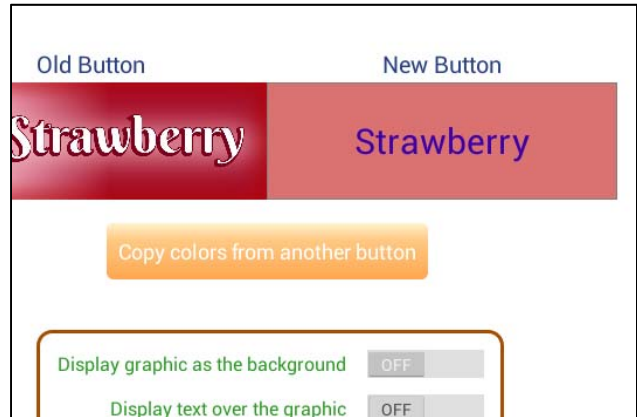 Old Button New Button
Strawberry Strawberry
Copy colors from another button
Display graphic as the background OFF
Display text over the graphic OFF